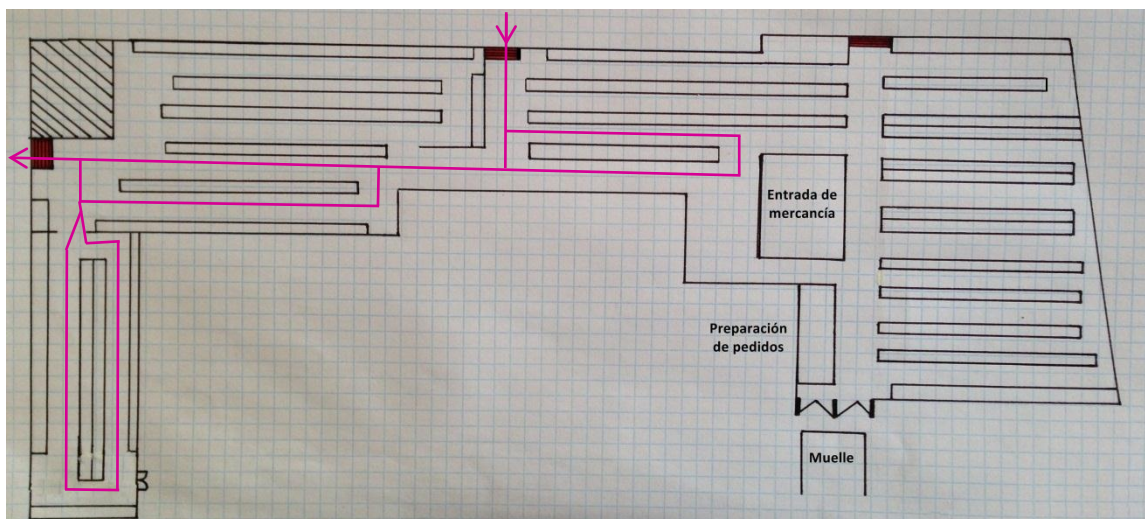 Entrada de
mercancía
Preparación
de pedidos
Muelle